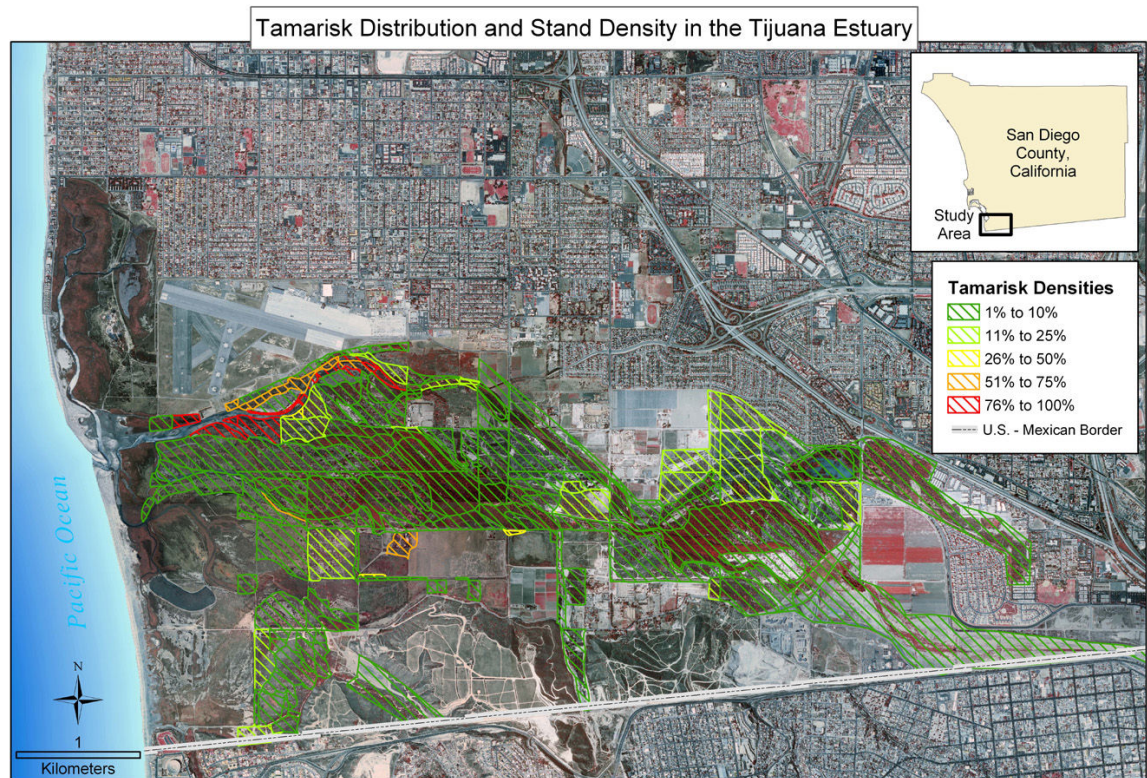 Tamarisk Distribution and Stand Density in the Tijuana Estuary
San Diego
County,
California
Study
Area
Tamarisk Densities
1% to 10%
11% to 25%
26% to 50%
51% to 75%
76% to 100%
U.S. - Mexican Border
Pacific Ocean
N
1
Kilometers